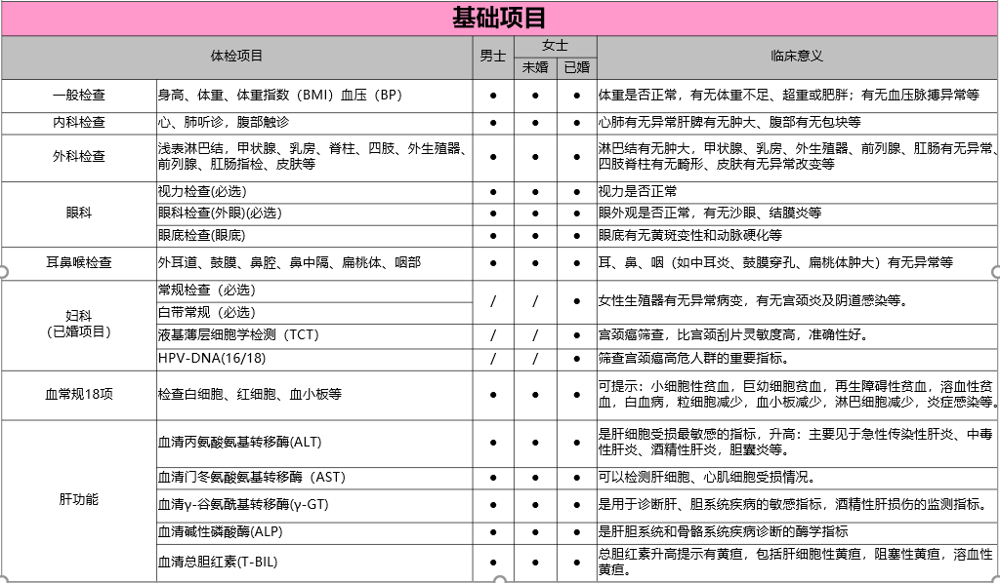 基础项目
体检项目 男士 女士 临床意义
未婚 已婚
一般检查 身高、体重、体重指数（BMI）血压（BP） ● ● ● 体重是否正常，有无体重不足、超重或肥胖；有无血压脉搏异常等
内科检查 心、肺听诊，腹部触诊 ● ● ● 心肺有无异常肝脾有无肿大、腹部有无包块等
外科检查 浅表淋巴结，甲状腺、乳房、脊柱、四肢、外生殖器、 ● ● ● 淋巴结有无肿大，甲状腺、乳房、外生殖器、前列腺、肛肠有无异常、
前列腺、肛肠指检、皮肤等 四肢脊柱有无畸形、皮肤有无异常改变等
眼科 视力检查(必选) ● ● ● 视力是否正常
眼科检查(外眼)(必选) ● ● ● 眼外观是否正常，有无沙眼、结膜炎等
眼底检查(眼底) ● ● ● 眼底有无黄斑变性和动脉硬化等
耳鼻喉检查 外耳道、鼓膜、鼻腔、鼻中隔、扁桃体、咽部 ● ● ● 耳、鼻、咽（如中耳炎、鼓膜穿孔、扁桃体肿大）有无异常等
妇科
(已婚项目) 常规检查（必选） / / ● 女性生殖器有无异常病变，有无宫颈炎及阴道感染等。
白带常规（必选）
液基薄层细胞学检测（TCT） / / ● 宫颈癌筛查，比宫颈刮片灵敏度高，准确性好。
HPV-DNA(16/18) / / ● 筛查宫颈癌高危人群的重要指标。
血常规18项 检查白细胞、红细胞、血小板等 ● ● ● 可提示：小细胞性贫血，巨幼细胞贫血，再生障碍性贫血，溶血性贫
血，白血病，粒细胞减少，血小板减少，淋巴细胞减少，炎症感染等。
肝功能 血清丙氨酸氨基转移酶(ALT) ● ● ● 是肝细胞受损最敏感的指标，升高：主要见于急性传染性肝炎、中毒
性肝炎、酒精性肝炎，胆囊炎等。
血清门冬氨酸氨基转移酶（AST） ● ● ● 可以检测肝细胞、心肌细胞受损情况。
血清γ-谷氨酰基转移酶(γ-GT) ● ● ● 是用于诊断肝、胆系统疾病的敏感指标，酒精性肝损伤的监测指标。
血清碱性磷酸酶(ALP) ● ● ● 是肝胆系统和骨骼系统疾病诊断的酶学指标
血清总胆红素(T-BIL) ● ● ● 总胆红素升高提示有黄疸，包括肝细胞性黄疸，阻塞性黄疸，溶血性
黄疸。